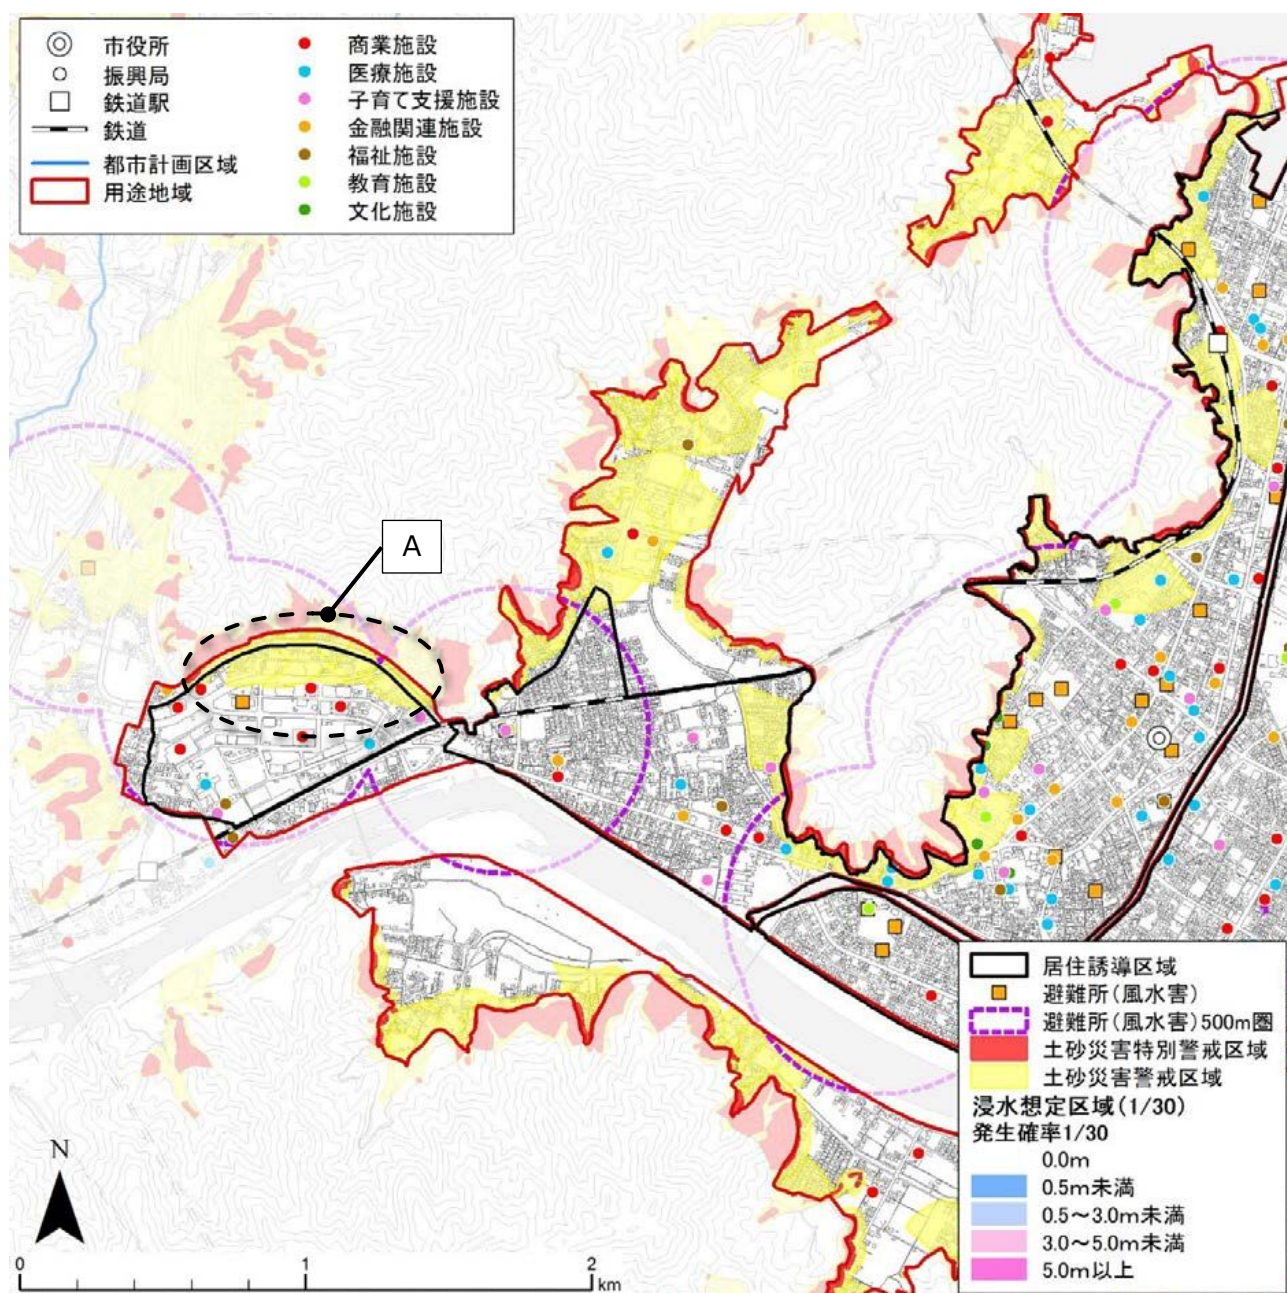 市役所
振興局
鉄道駅
鉄道
都市計画区域
用途地域
商業施設
医療施設
子育て支援施設
金融関連施設
福祉施設
教育施設
文化施設
A
居住誘導区域
避難所(風水害)
避難所(風水害)500m圏
土砂災害特別警戒区域
土砂災害警戒区域
浸水想定区域(1/30)
発生確率1/30
0.0m
0.5m未満
0.5～3.0m未満
3.0～5.0m未満
5.0m以上
N
0 1 2
km